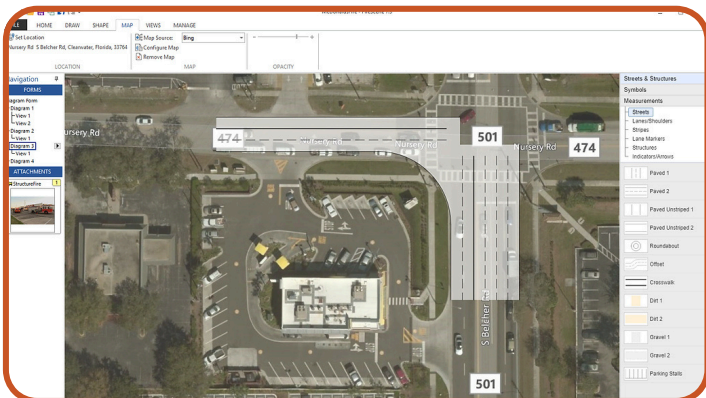 HOME DRAW SHAPE MAP VIEWS MANAGE
Set Location
Nursery Rd S Belcher Rd, Clearwater, Florida, 33764
LOCATION
Map Source: Bing
Configure Map
Remove Map
MAP
OPACITY
Navigation
FORMS
Diagram Form
Diagram 1
View 1
View 2
Diagram 2
View 1
Diagram 3
View 1
Diagram 4
ATTACHMENTS
StructureFire 1
Nursery Rd
474
Nursery Rd
Nursery Rd
501
Nursery Rd
474
S Belcher Rd
501
Streets & Structures
Symbols
Measurements
Streets
Lanes/Shoulders
Stripes
Lane Markers
Structures
Indicators/Arrows
Paved 1
Paved 2
Paved Unstriped 1
Paved Unstriped 2
Roundabout
Offset
Crosswalk
Dirt 1
Dirt 2
Gravel 1
Gravel 2
Parking Stalls